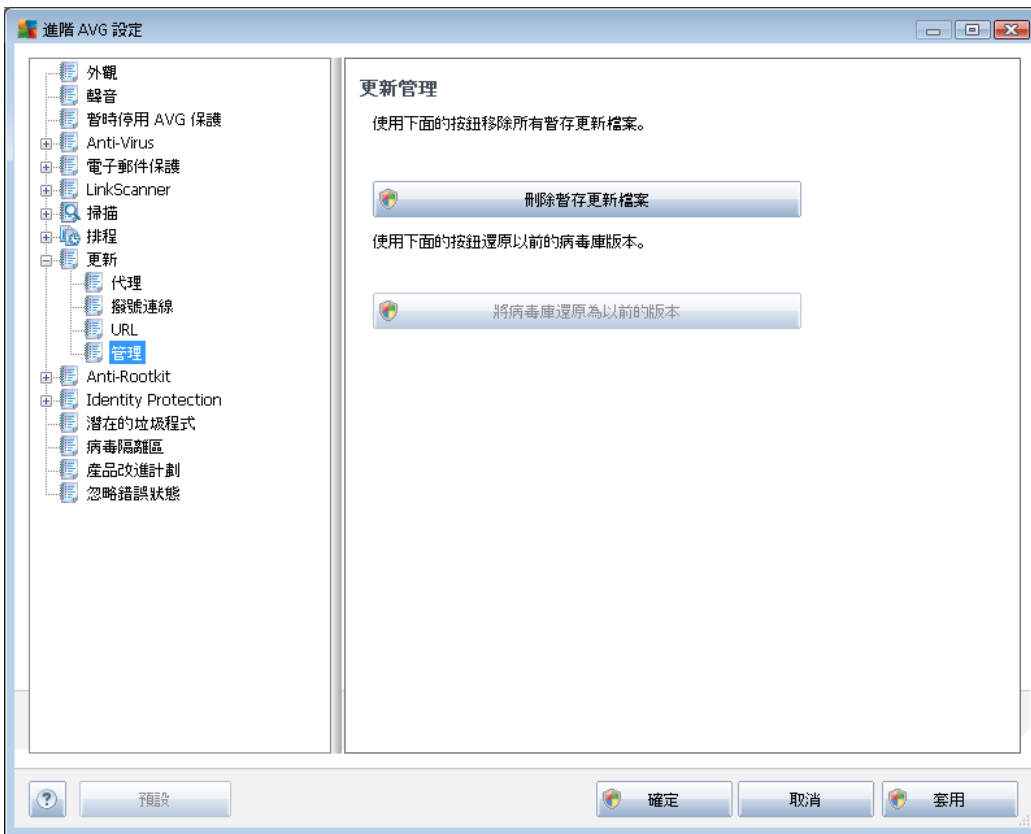 進階 AVG 設定
外觀
聲音
暫時停用 AVG 保護
Anti-Virus
電子郵件保護
LinkScanner
掃描
排程
更新
代理
撥號連線
URL
管理
Anti-Rootkit
Identity Protection
潛在的垃圾程式
病毒隔離區
產品改進計劃
忽略錯誤狀態
更新管理
使用下面的按鈕移除所有暫存更新檔案。
刪除暫存更新檔案
使用下面的按鈕還原以前的病毒庫版本。
將病毒庫還原為以前的版本
?
預設
確定
取消
套用